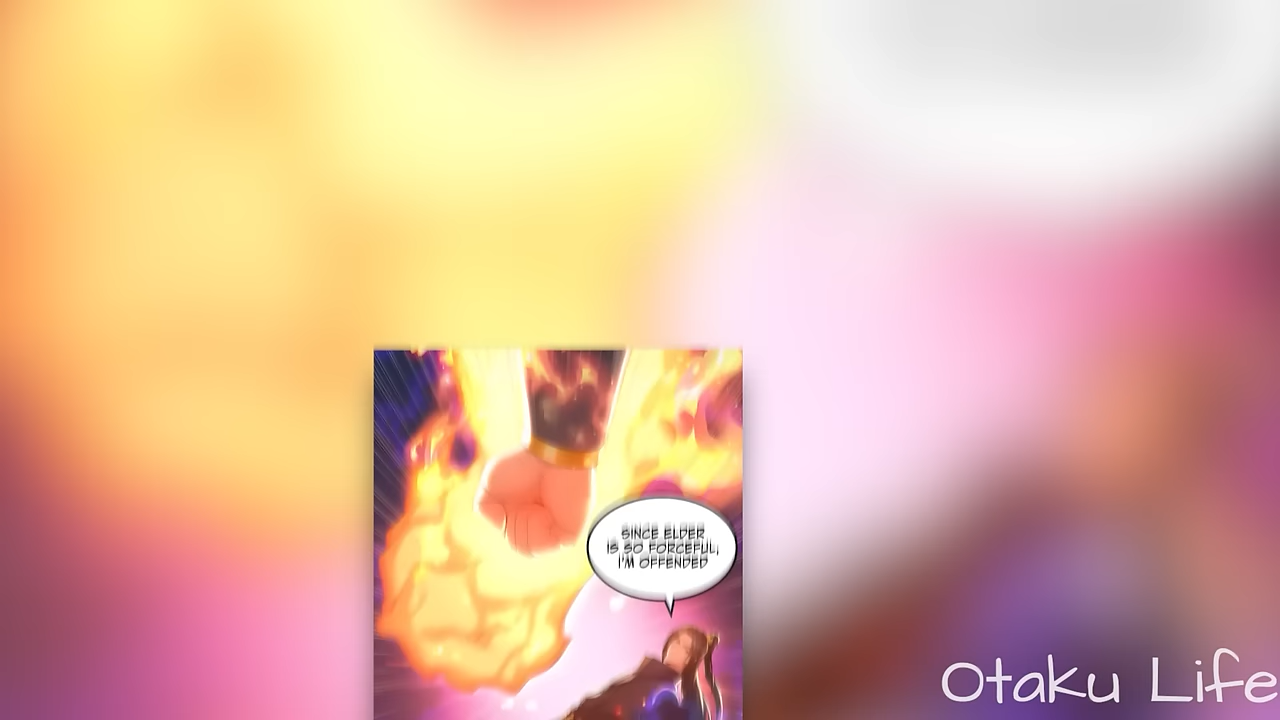 SINCE ELDER
IS SO FORCEFUL,
I'M OFFENDED
Otaku Life